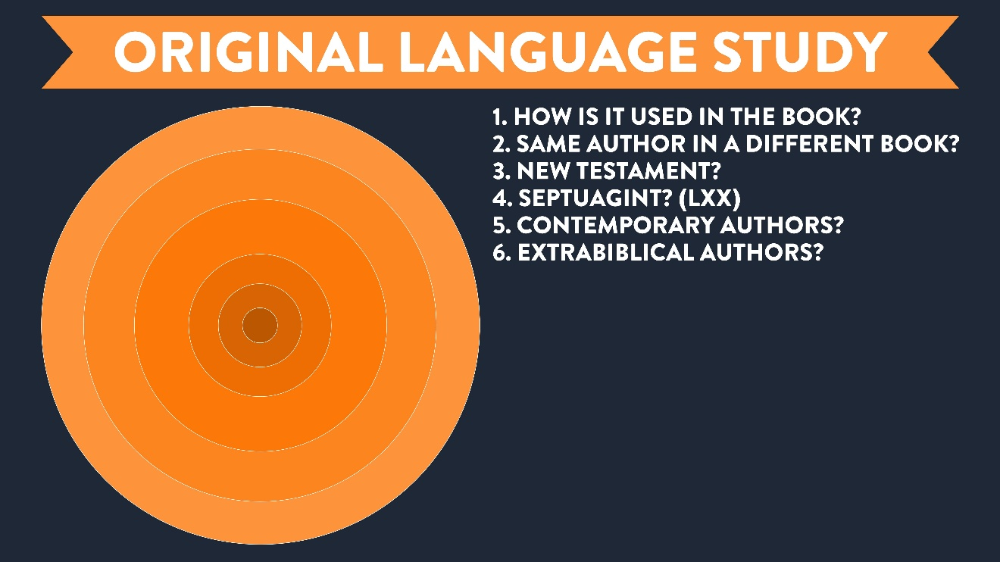 ORIGINAL LANGUAGE STUDY
1. HOW IS IT USED IN THE BOOK?
2. SAME AUTHOR IN A DIFFERENT BOOK?
3. NEW TESTAMENT?
4. SEPTUAGINT? (LXX)
5. CONTEMPORARY AUTHORS?
6. EXTRABIBLICAL AUTHORS?